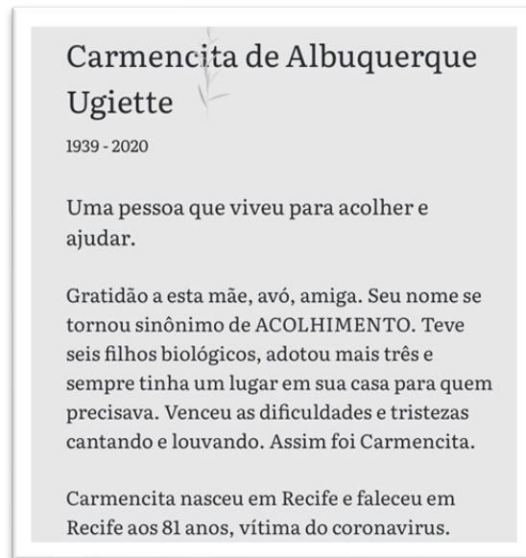 Carmencita de Albuquerque
Ugiette
1939 - 2020
Uma pessoa que viveu para acolher e
ajudar.
Gratidão a esta mãe, avó, amiga. Seu nome se
tornou sinônimo de ACOLHIMENTO. Teve
seis filhos biológicos, adotou mais três e
sempre tinha um lugar em sua casa para quem
precisava. Venceu as dificuldades e tristezas
cantando e louvando. Assim foi Carmencita.
Carmencita nasceu em Recife e faleceu em
Recife aos 81 anos, vítima do coronavirus.